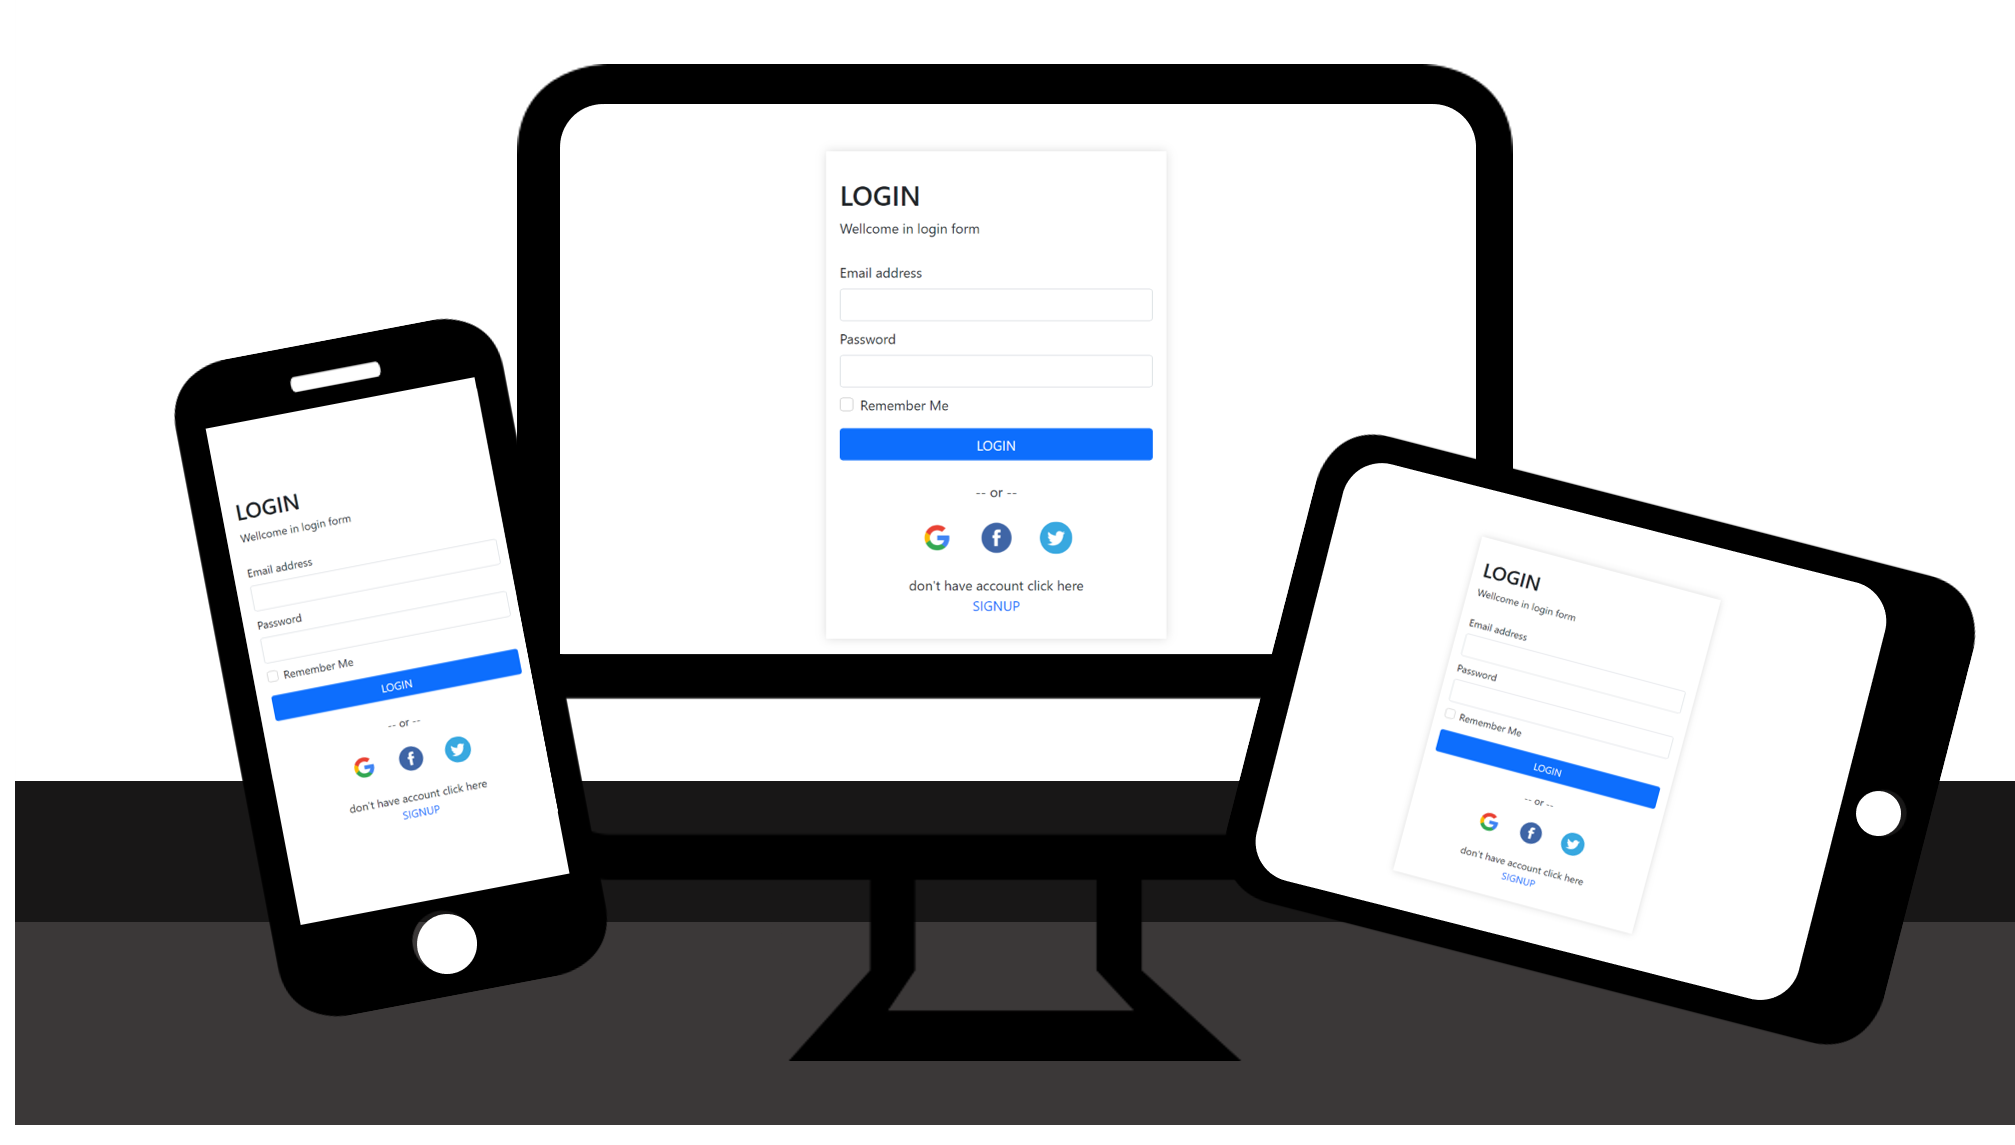 LOGIN
Wellcome in login form
Email address
Password
Remember Me
LOGIN
-- or --
don't have account click here
SIGNUP
LOGIN
Wellcome in login form
Email address
Password
Remember Me
LOGIN
-- or --
don't have account click here
SIGNUP
LOGIN
Wellcome in login form
Email address
Password
Remember Me
LOGIN
-- or --
don't have account click here
SIGNUP